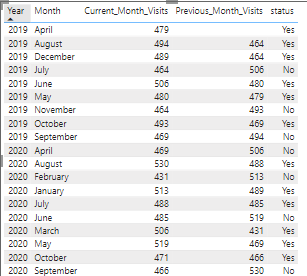 Year Month Current_Month_Visits Previous_Month_Visits status
2019 April 479 Yes
2019 August 494 464 Yes
2019 December 489 464 Yes
2019 July 464 506 No
2019 June 506 480 Yes
2019 May 480 479 Yes
2019 November 464 493 No
2019 October 493 469 Yes
2019 September 469 494 No
2020 April 469 506 No
2020 August 530 488 Yes
2020 February 431 513 No
2020 January 513 489 Yes
2020 July 488 485 Yes
2020 June 485 519 No
2020 March 506 431 Yes
2020 May 519 469 Yes
2020 October 471 466 Yes
2020 September 466 530 No